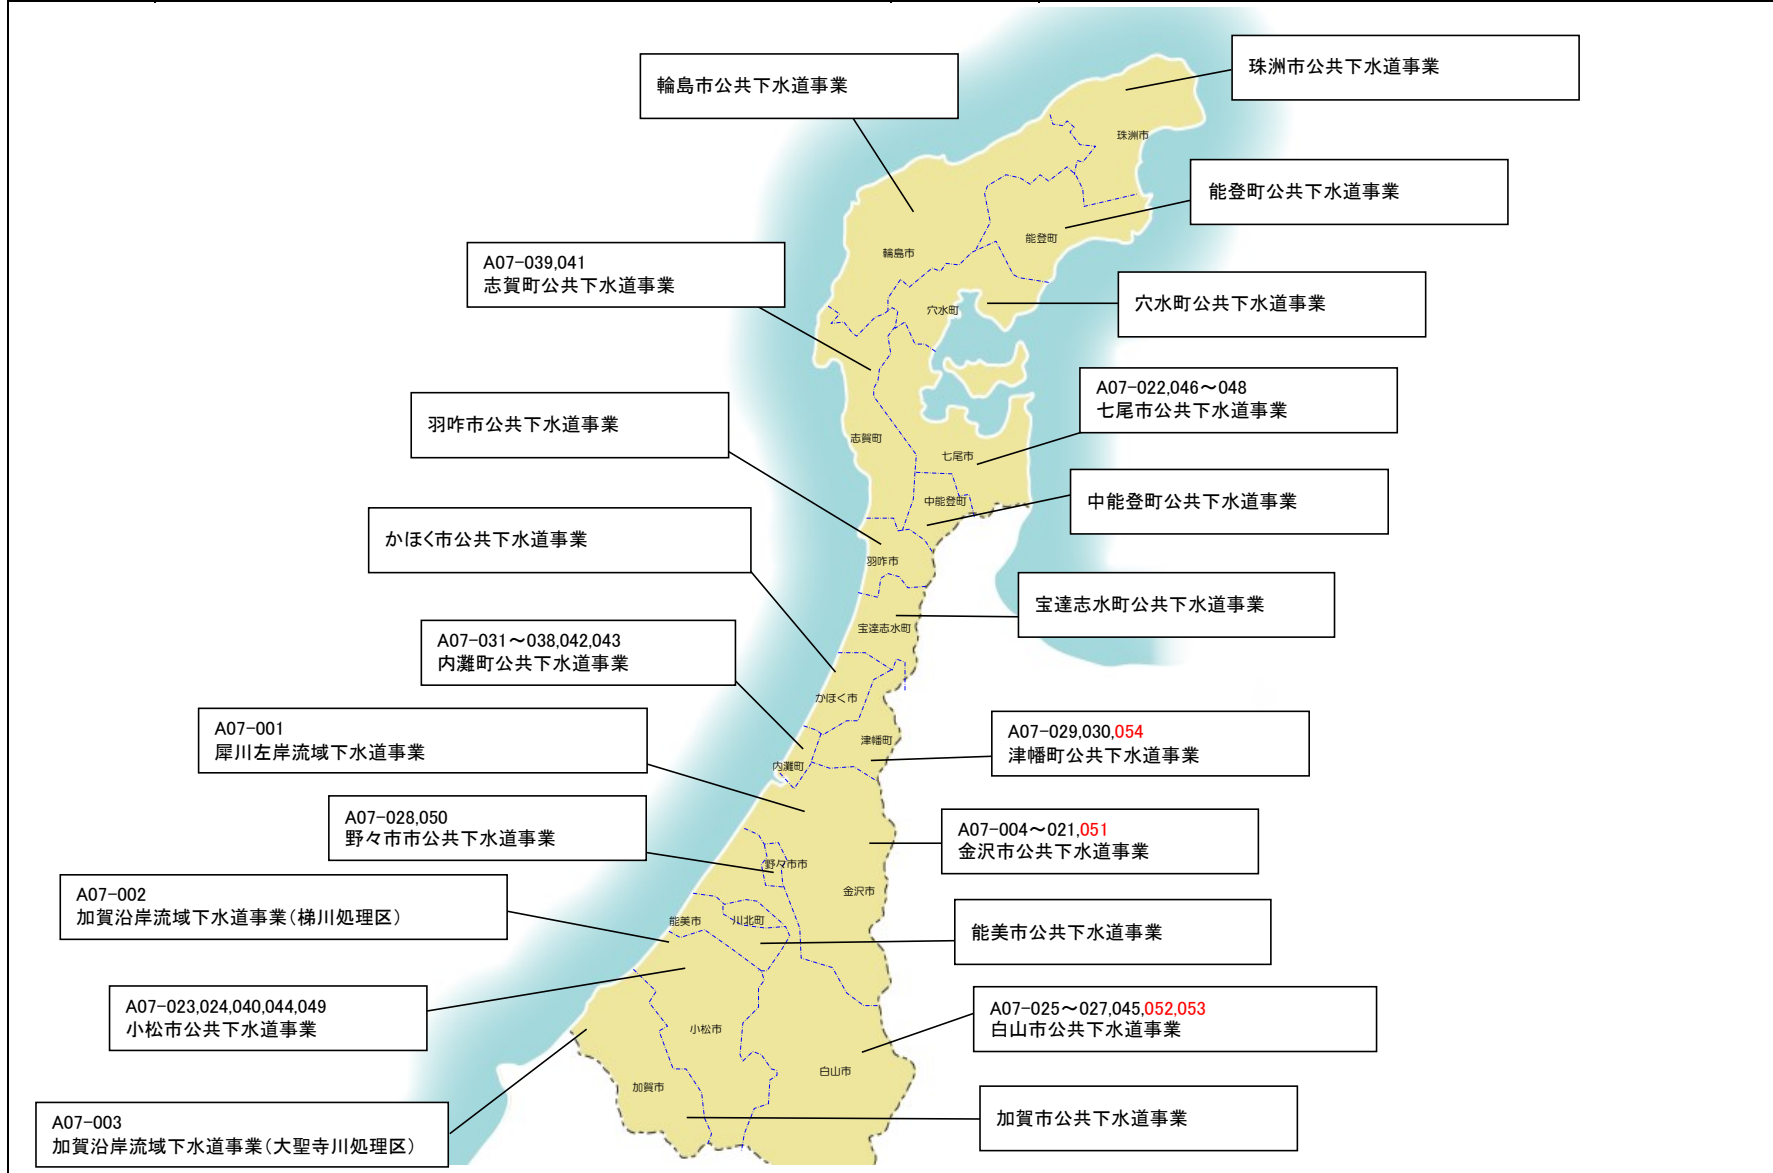 珠洲市公共下水道事業
輪島市公共下水道事業
珠洲市
能登町公共下水道事業
能登町
輪島市
A07-039,041
志賀町公共下水道事業
穴水町公共下水道事業
穴水町
A07-022,046～048
七尾市公共下水道事業
羽咋市公共下水道事業
志賀町
七尾市
中能登町
中能登町公共下水道事業
かほく市公共下水道事業
羽咋市
宝達志水町公共下水道事業
宝達志水町
A07-031～038,042,043
内灘町公共下水道事業
かほく市
A07-001
犀川左岸流域下水道事業
津幡町
A07-029,030,054
津幡町公共下水道事業
内灘町
A07-028,050
野々市市公共下水道事業
A07-004～021,051
金沢市公共下水道事業
野々市市
金沢市
A07-002
加賀沿岸流域下水道事業(梯川処理区)
能美市
川北町
能美市公共下水道事業
A07-023,024,040,044,049
小松市公共下水道事業
A07-025～027,045,052,053
白山市公共下水道事業
小松市
白山市
加賀市
A07-003
加賀沿岸流域下水道事業(大聖寺川処理区)
加賀市公共下水道事業